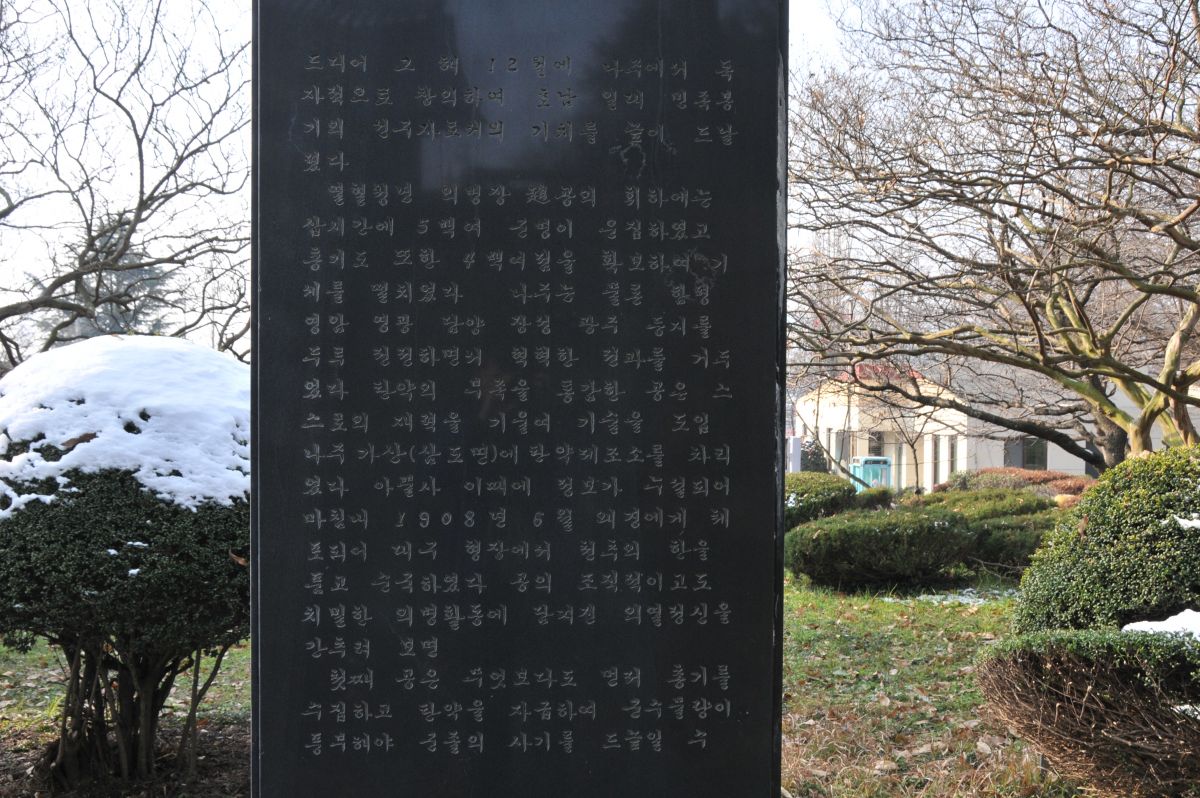 드디어 그 해 12월에 나주에서 독
자적으로 창의하여 호남 일대 민족봉
기의 선구자로서의 기치를 높이 드날
렸다
열혈청년 의병장 趙공의 휘하에는
삽시간에 5백여 군병이 운집하였고
총기도 또한 4백여점을 확보하여 기
세를 떨치었다 나주는 물론 함평
영암 영광 담양 장성 광주 등지를
두루 전전하면서 혁혁한 전과를 거두
었다 탄약의 부족을 통감한 공은 스
스로의 재력을 기울여 기술을 도입
나주 가산(삼도면)에 탄약제조소를 차리
었다 아뿔사 이때에 정보가 누설되어
마침내 1908년 6월 왜적에게 체
포되어 미구 형장에서 천추의 한을
품고 순국하였다 공의 조직적이고도
치밀한 의병활동에 담겨진 의열정신을
간추려 보면
첫째 공은 무엇보다도 먼저 총기를
수집하고 탄약을 자급하여 군수물량이
풍부해야 군졸의 사기를 드높일 수